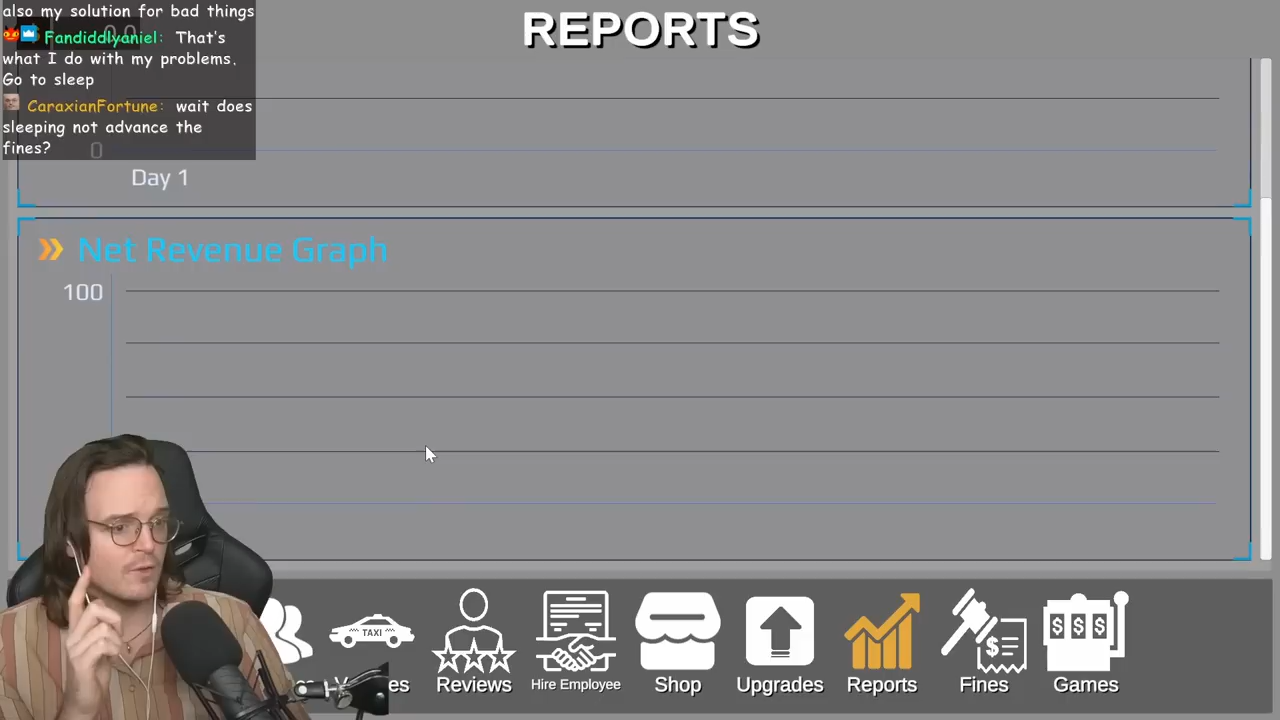 also my solution for bad things
Fandiddlyaniel: That's
what I do with my problems.
Go to sleep
CaraxianFortune: wait does
sleeping not advance the
fines?
REPORTS
0
Day 1
Net Revenue Graph
100
TAXI
$ $ $ $
Reviews
Hire Employee
Shop
Upgrades
Reports
Fines
Games